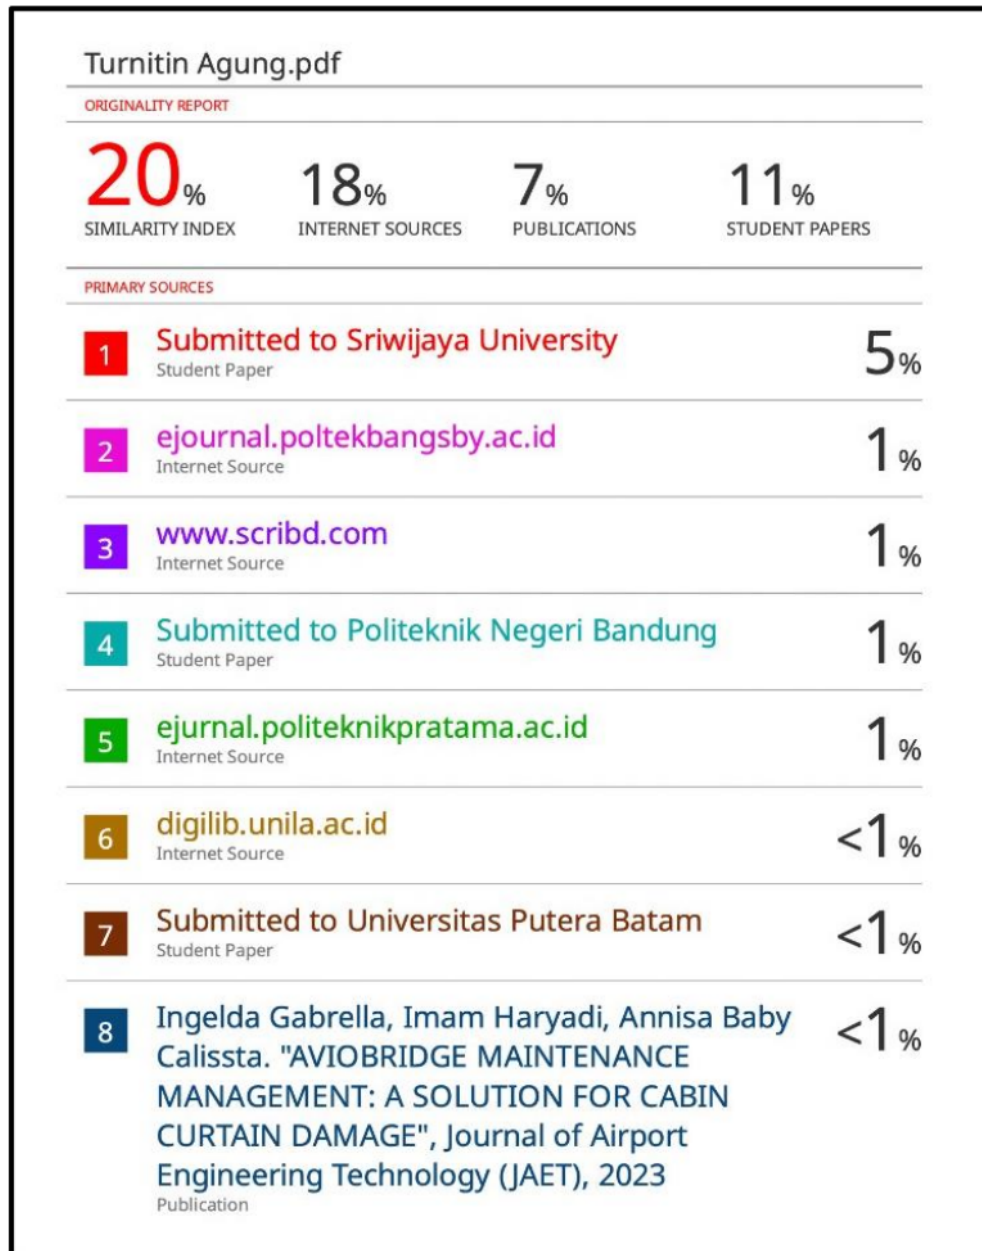 Turnitin Agung.pdf
ORIGINALITY REPORT
20% 18% 7% 11%
SIMILARITY INDEX INTERNET SOURCES PUBLICATIONS STUDENT PAPERS
PRIMARY SOURCES
1 Submitted to Sriwijaya University 5%
Student Paper
2 ejournal.poltekbangsby.ac.id 1%
Internet Source
3 www.scribd.com 1%
Internet Source
4 Submitted to Politeknik Negeri Bandung 1%
Student Paper
5 ejurnal.politeknikpratama.ac.id 1%
Internet Source
6 digilib.unila.ac.id <1%
Internet Source
7 Submitted to Universitas Putera Batam <1%
Student Paper
8 Ingelda Gabrella, Imam Haryadi, Annisa Baby <1%
Calissta. "AVIOBRIDGE MAINTENANCE
MANAGEMENT: A SOLUTION FOR CABIN
CURTAIN DAMAGE", Journal of Airport
Engineering Technology (JAET), 2023
Publication